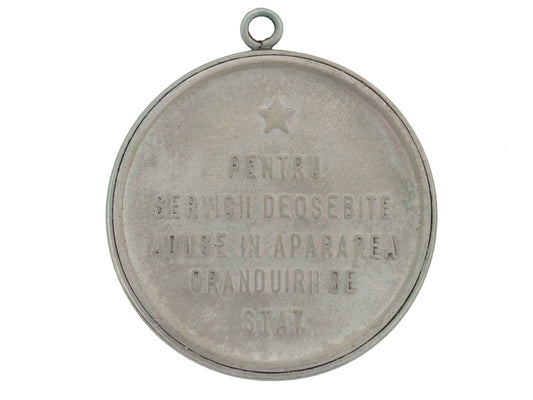 PENTRU
SERVICII DEOSEBITE
ADUSE IN APARAREA
ORANDUIRII DE
STAT